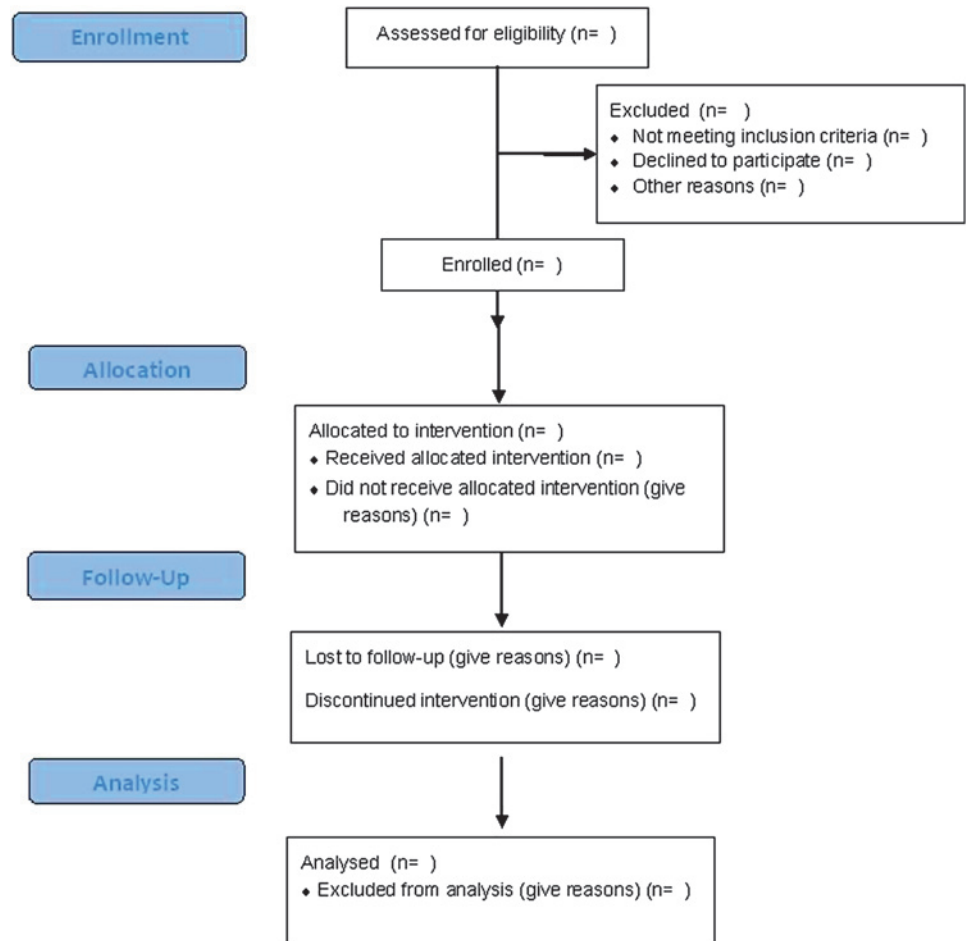 Enrollment
Assessed for eligibility (n=  )
Excluded  (n=   )
♦ Not meeting inclusion criteria (n=  )
♦ Declined to participate (n=  )
♦ Other reasons (n=  )
Enrolled (n=  )
Allocation
Allocated to intervention (n=  )
♦ Received allocated intervention (n=  )
♦ Did not receive allocated intervention (give
reasons) (n=  )
Follow-Up
Lost to follow-up (give reasons) (n=  )
Discontinued intervention (give reasons) (n=  )
Analysis
Analysed  (n=  )
♦ Excluded from analysis (give reasons) (n=  )